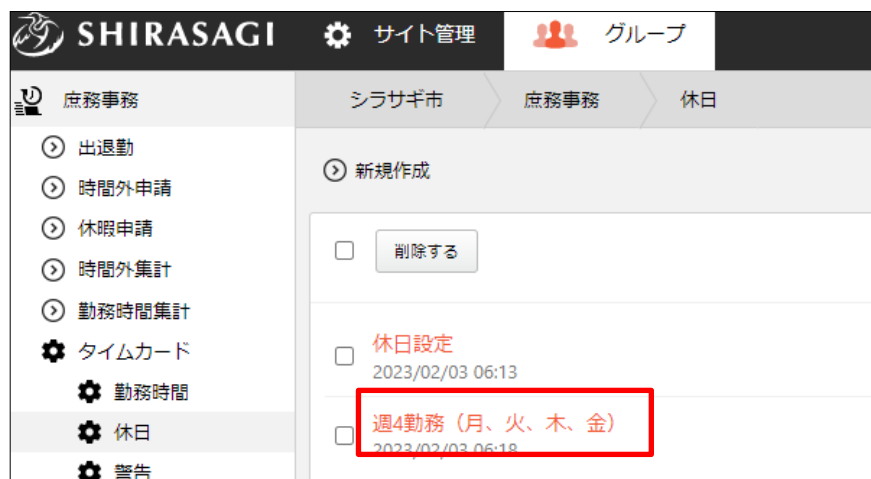 SHIRASAGI
サイト管理
グループ
庶務事務
シラサギ市
庶務事務
休日
出退勤
時間外申請
休暇申請
時間外集計
勤務時間集計
タイムカード
勤務時間
休日
警告
新規作成
削除する
休日設定
2023/02/03 06:13
週4勤務（月、火、木、金）
2023/02/03 06:18